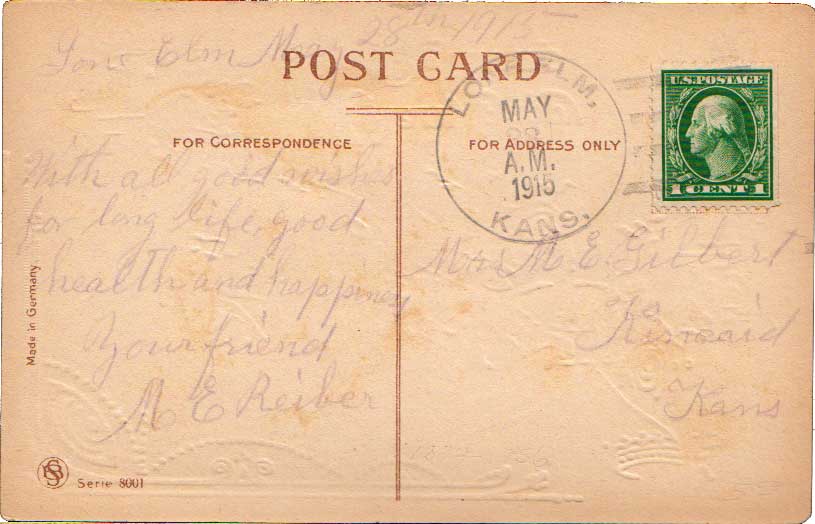 Lone Elm May 28th 1915
POST CARD
FOR CORRESPONDENCE
FOR ADDRESS ONLY
LONE ELM,
MAY
28
A.M.
1915
KANS.
U.S. POSTAGE
1 CENT 1
With all good wishes
for long life, good
health and happiness
Your friend
M E Reiber
Mrs M. E. Gilbert
Kincaid
Kans
Made in Germany
Serie 8001